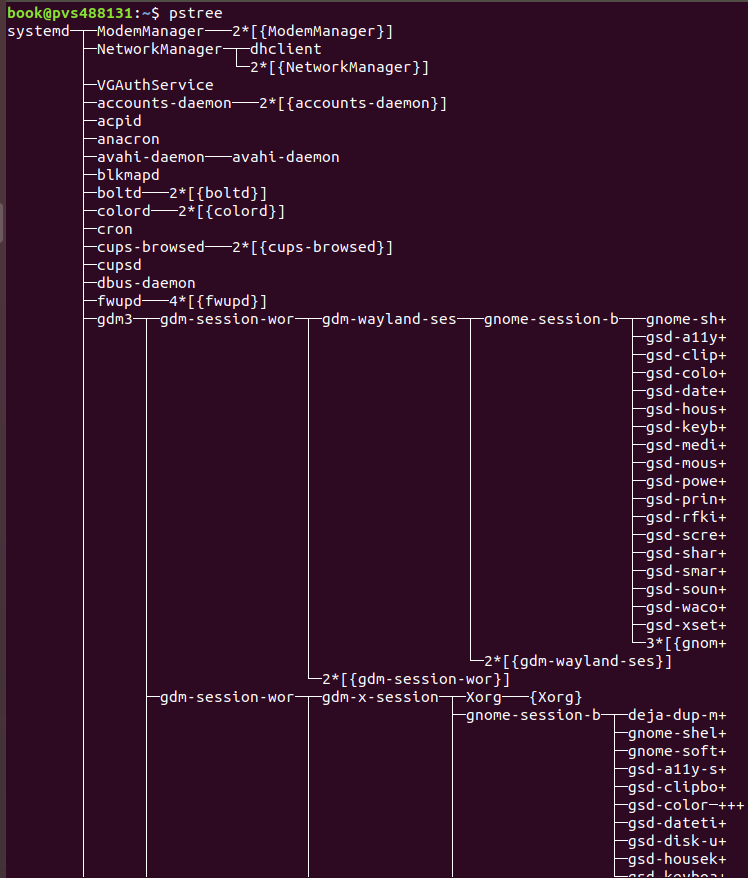 book@pvs488131:~$ pstree
systemd─┬─ModemManager───2*[{ModemManager}]
        ├─NetworkManager─┬─dhclient
        │                └─2*[{NetworkManager}]
        ├─VGAuthService
        ├─accounts-daemon───2*[{accounts-daemon}]
        ├─acpid
        ├─anacron
        ├─avahi-daemon───avahi-daemon
        ├─blkmapd
        ├─boltd───2*[{boltd}]
        ├─colord───2*[{colord}]
        ├─cron
        ├─cups-browsed───2*[{cups-browsed}]
        ├─cupsd
        ├─dbus-daemon
        ├─fwupd───4*[{fwupd}]
        ├─gdm3─┬─gdm-session-wor─┬─gdm-wayland-ses─┬─gnome-session-b─┬─gnome-sh+
        │      │                 │                 │                 ├─gsd-a11y+
        │      │                 │                 │                 ├─gsd-clip+
        │      │                 │                 │                 ├─gsd-colo+
        │      │                 │                 │                 ├─gsd-date+
        │      │                 │                 │                 ├─gsd-hous+
        │      │                 │                 │                 ├─gsd-keyb+
        │      │                 │                 │                 ├─gsd-medi+
        │      │                 │                 │                 ├─gsd-mous+
        │      │                 │                 │                 ├─gsd-powe+
        │      │                 │                 │                 ├─gsd-prin+
        │      │                 │                 │                 ├─gsd-rfki+
        │      │                 │                 │                 ├─gsd-scre+
        │      │                 │                 │                 ├─gsd-shar+
        │      │                 │                 │                 ├─gsd-smar+
        │      │                 │                 │                 ├─gsd-soun+
        │      │                 │                 │                 ├─gsd-waco+
        │      │                 │                 │                 ├─gsd-xset+
        │      │                 │                 │                 └─3*[{gnom+
        │      │                 │                 └─2*[{gdm-wayland-ses}]
        │      │                 └─2*[{gdm-session-wor}]
        │      ├─gdm-session-wor─┬─gdm-x-session─┬─Xorg───{Xorg}
        │      │                 │               ├─gnome-session-b─┬─deja-dup-m+
        │      │                 │               │                 ├─gnome-shel+
        │      │                 │               │                 ├─gnome-soft+
        │      │                 │               │                 ├─gsd-a11y-s+
        │      │                 │               │                 ├─gsd-clipbo+
        │      │                 │               │                 ├─gsd-color─+++
        │      │                 │               │                 ├─gsd-dateti+
        │      │                 │               │                 ├─gsd-disk-u+
        │      │                 │               │                 ├─gsd-housek+
        │      │                 │               │                 ├─gsd-keyboa+